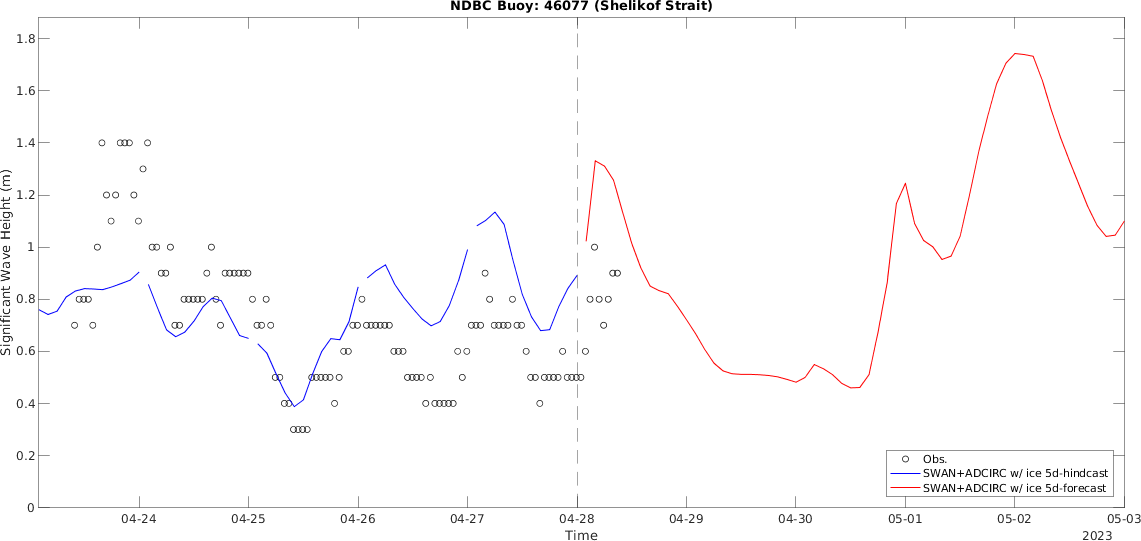 NDBC Buoy: 46077 (Shelikof Strait)
Significant Wave Height (m)
1.8
1.6
1.4
1.2
1
0.8
0.6
0.4
0.2
0
Obs.
SWAN+ADCIRC w/ ice 5d-hindcast
SWAN+ADCIRC w/ ice 5d-forecast
04-24 04-25 04-26 04-27 04-28 04-29 04-30 05-01 05-02 05-03
Time
2023